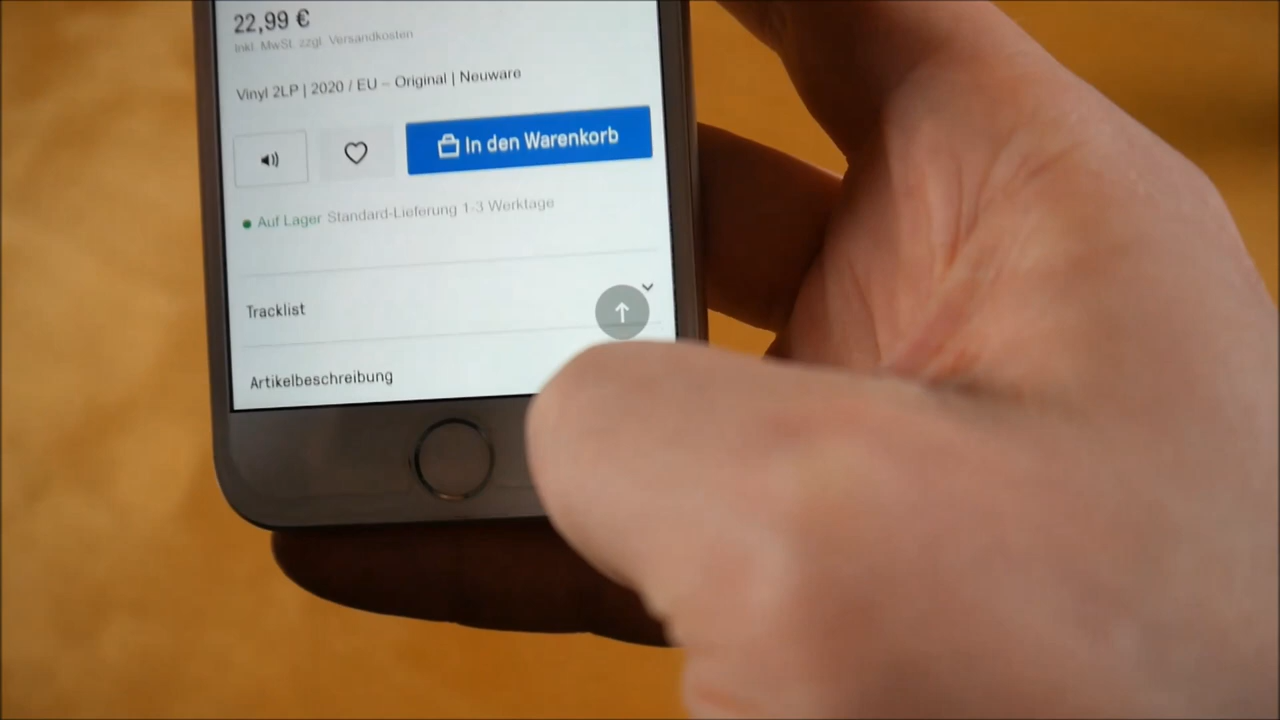 22,99 €
Inkl. MwSt. zzgl. Versandkosten
Vinyl 2LP | 2020 / EU – Original | Neuware
In den Warenkorb
Auf Lager Standard-Lieferung 1-3 Werktage
Tracklist
Artikelbeschreibung